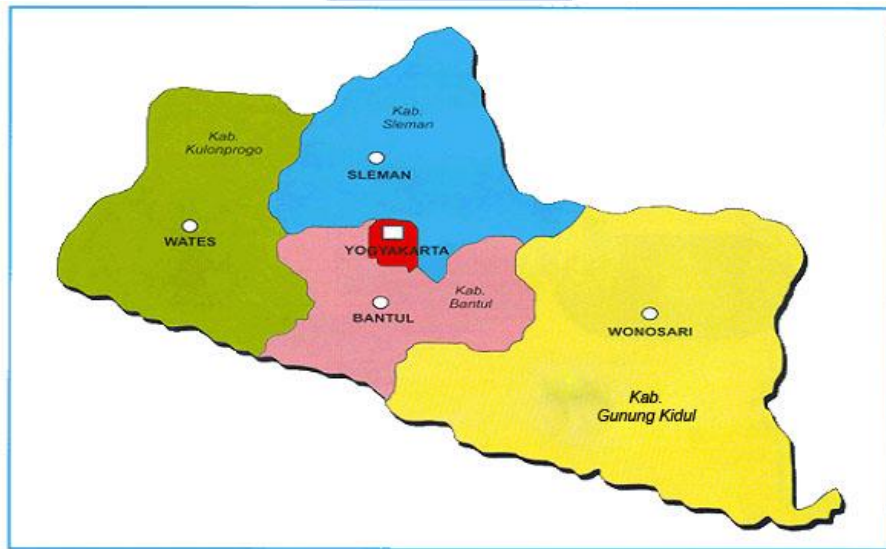 Kab.
Sleman
Kab.
Kulonprogo
SLEMAN
WATES
YOGYAKARTA
Kab.
Bantul
BANTUL
WONOSARI
Kab.
Gunung Kidul